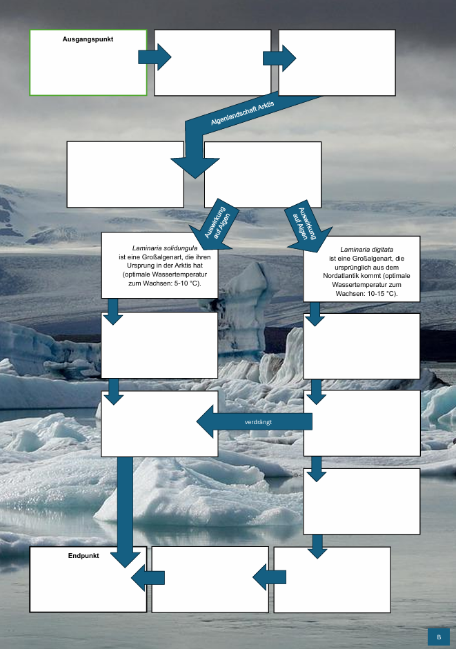 Ausgangspunkt
Algenlandschaft Arktis
Auswirkung
auf Algen
Auswirkung
auf Algen
Laminaria solidungula
ist eine Großalgenart, die ihren
Ursprung in der Arktis hat
(optimale Wassertemperatur
zum Wachsen: 5-10 °C).
Laminaria digitata
ist eine Großalgenart, die
ursprünglich aus dem
Nordatlantik kommt (optimale
Wassertemperatur zum
Wachsen: 10-15 °C).
verdrängt
Endpunkt